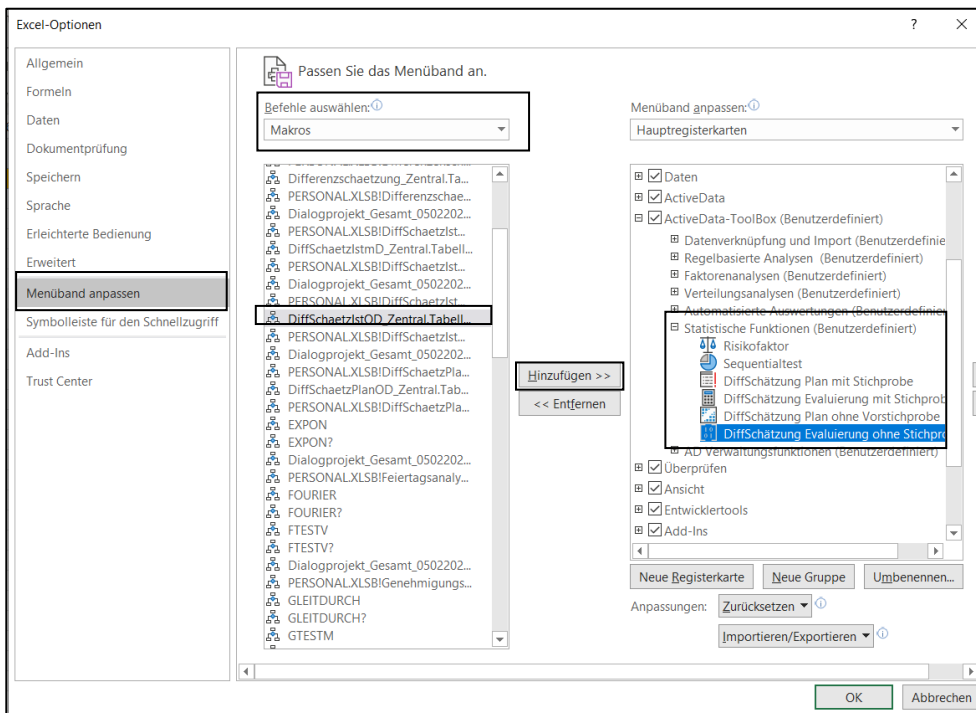 Excel-Optionen
?
Allgemein
Formeln
Daten
Dokumentprüfung
Speichern
Sprache
Erleichterte Bedienung
Erweitert
Menüband anpassen
Symbolleiste für den Schnellzugriff
Add-Ins
Trust Center
Passen Sie das Menüband an.
Befehle auswählen:
Makros
Differenzschaetzung_Zentral.Ta...
PERSONAL.XLSB!Differenzschae...
Dialogprojekt_Gesamt_0502202...
PERSONAL.XLSB!DiffSchaetzIst...
DiffSchaetzIstmD_Zentral.Tabell...
PERSONAL.XLSB!DiffSchaetzIst...
Dialogprojekt_Gesamt_0502202...
PERSONAL.XLSB!DiffSchaetzIst...
DiffSchaetzIstOD_Zentral.Tabell...
PERSONAL.XLSB!DiffSchaetzIst...
Dialogprojekt_Gesamt_0502202...
PERSONAL.XLSB!DiffSchaetzPla...
DiffSchaetzPlanOD_Zentral.Tab...
PERSONAL.XLSB!DiffSchaetzPla...
EXPON
EXPON?
Dialogprojekt_Gesamt_0502202...
PERSONAL.XLSB!Feiertagsanaly...
FOURIER
FOURIER?
FTESTV
FTESTV?
Dialogprojekt_Gesamt_0502202...
PERSONAL.XLSB!Genehmigungs...
GLEITDURCH
GLEITDURCH?
GTESTM
Hinzufügen >>
<< Entfernen
Menüband anpassen:
Hauptregisterkarten
Daten
ActiveData
ActiveData-ToolBox (Benutzerdefiniert)
Datenverknüpfung und Import (Benutzerdefinie
Regelbasierte Analysen (Benutzerdefiniert)
Faktorenanalysen (Benutzerdefiniert)
Verteilungsanalysen (Benutzerdefiniert)
Automatisierte Auswertungen (Benutzerdefinier
Statistische Funktionen (Benutzerdefiniert)
Risikofaktor
Sequentialtest
DiffSchätzung Plan mit Stichprobe
DiffSchätzung Evaluierung mit Stichprob
DiffSchätzung Plan ohne Vorstichprobe
DiffSchätzung Evaluierung ohne Stichpro
AD Verwaltungsfunktionen (Benutzerdefiniert)
Überprüfen
Ansicht
Entwicklertools
Add-Ins
Neue Registerkarte
Neue Gruppe
Umbenennen...
Anpassungen:
Zurücksetzen
Importieren/Exportieren
OK
Abbrechen